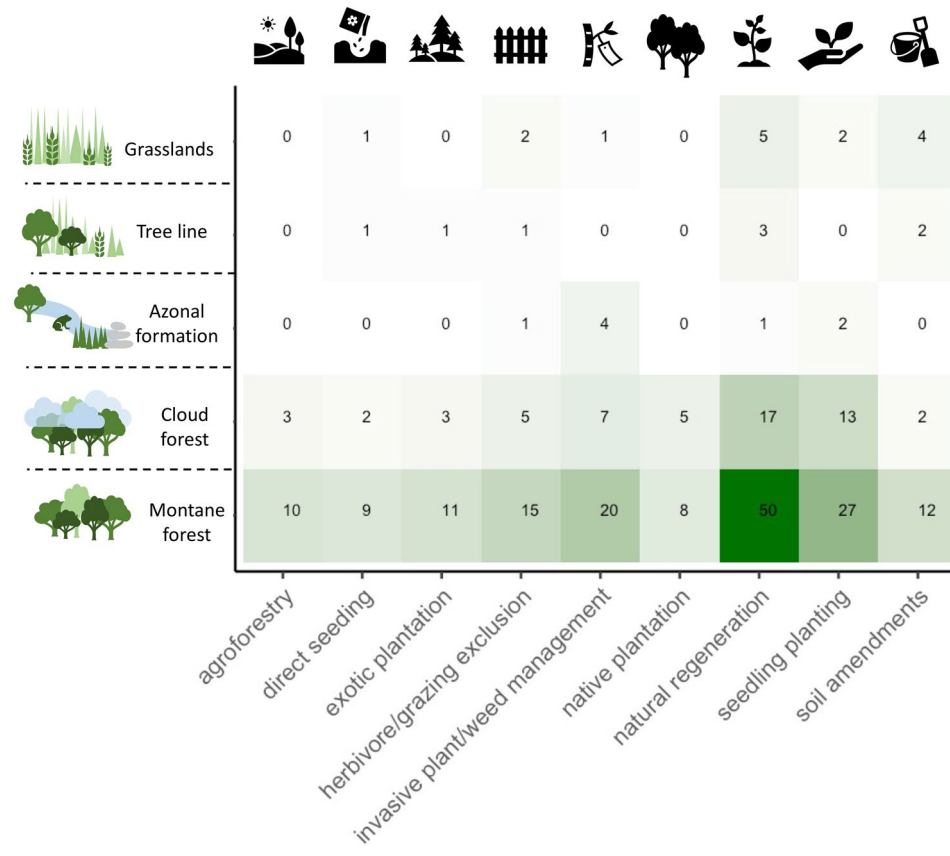 Grasslands 0 1 0 2 1 0 5 2 4
Tree line 0 1 1 1 0 0 3 0 2
Azonal
formation 0 0 0 1 4 0 1 2 0
Cloud
forest 3 2 3 5 7 5 17 13 2
Montane
forest 10 9 11 15 20 8 50 27 12
agroforestry
direct seeding
exotic plantation
herbivore/grazing exclusion
invasive plant/weed management
native plantation
natural regeneration
seedling planting
soil amendments